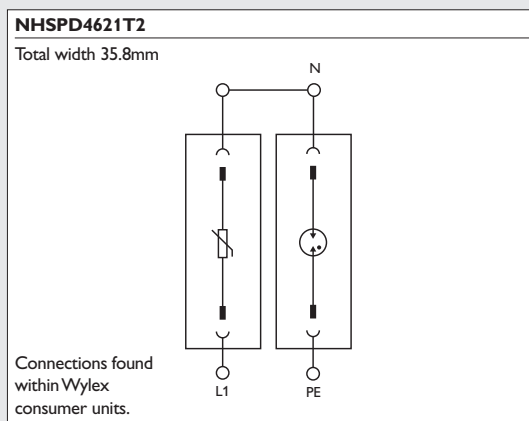 NHSPD4621T2
Total width 35.8mm
N
Connections found
within Wylex
consumer units.
L1
PE